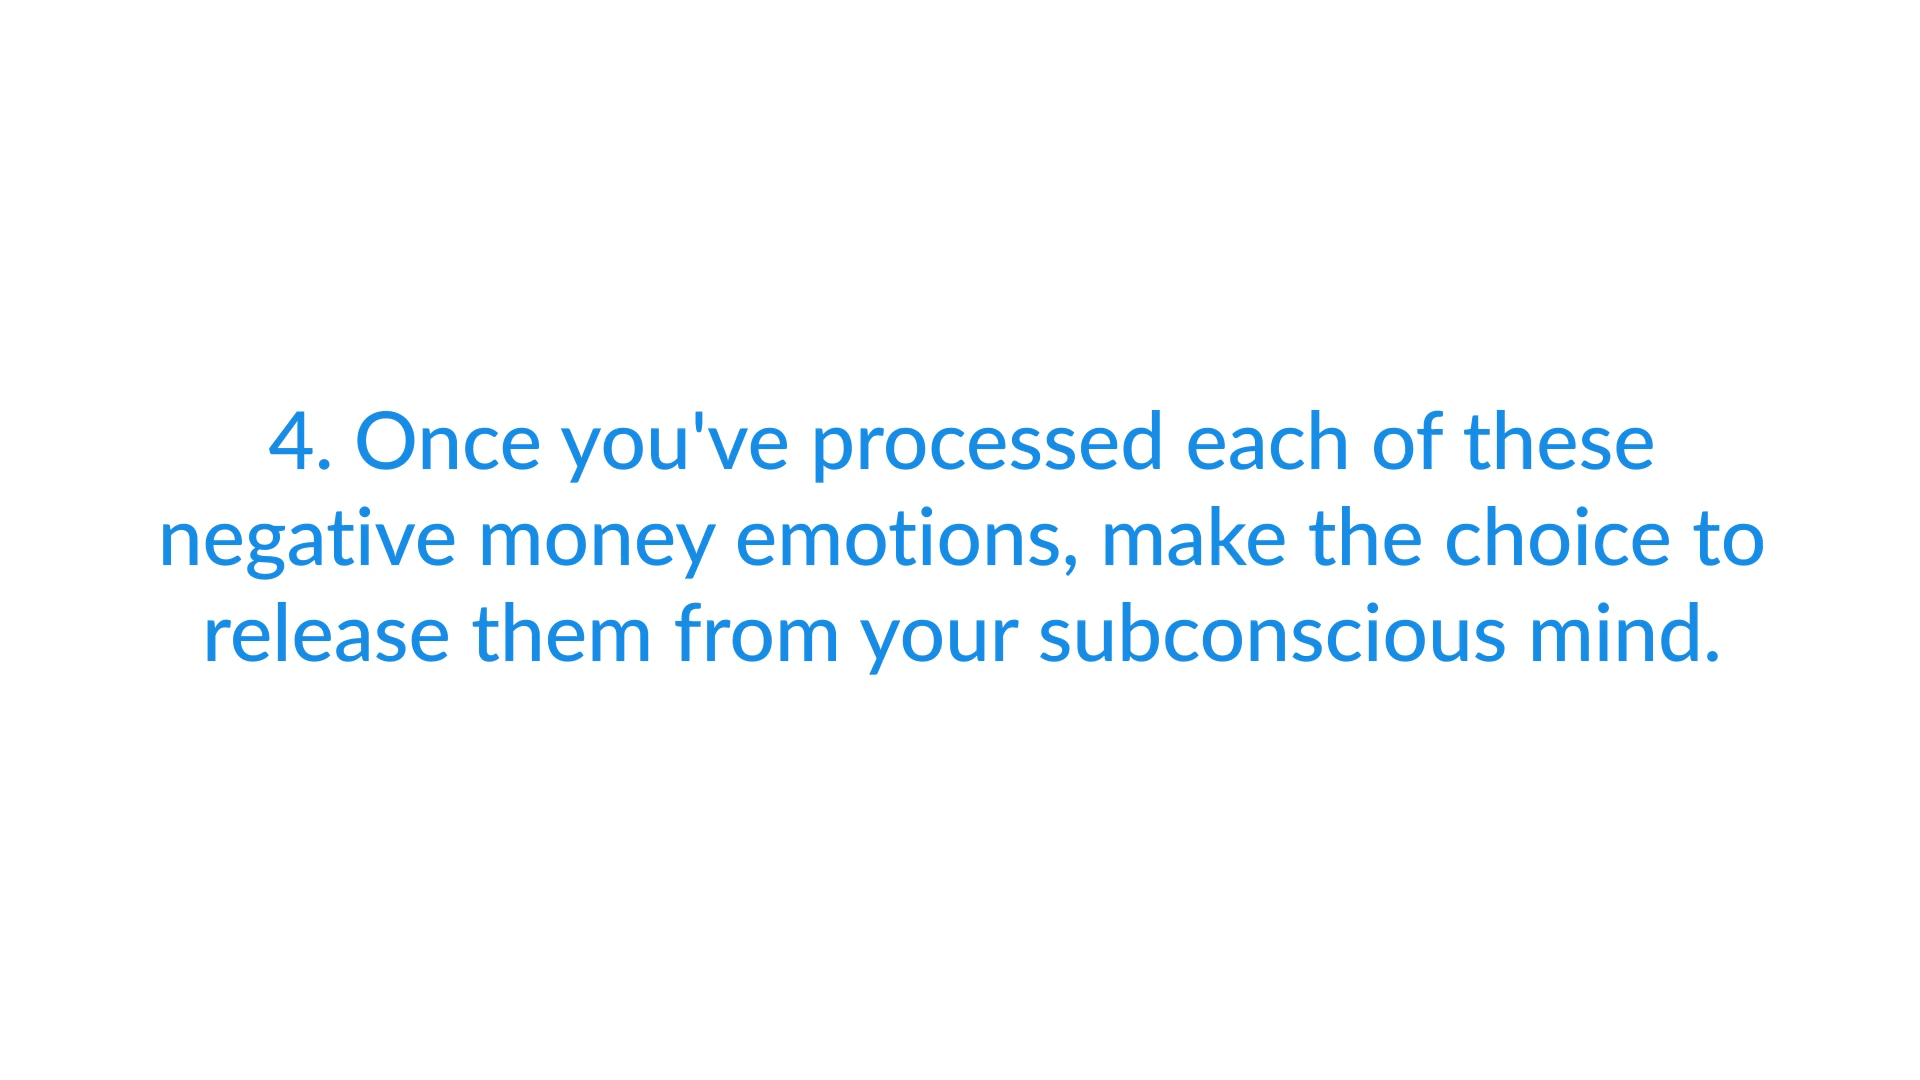 4. Once you've processed each of these
negative money emotions, make the choice to
release them from your subconscious mind.